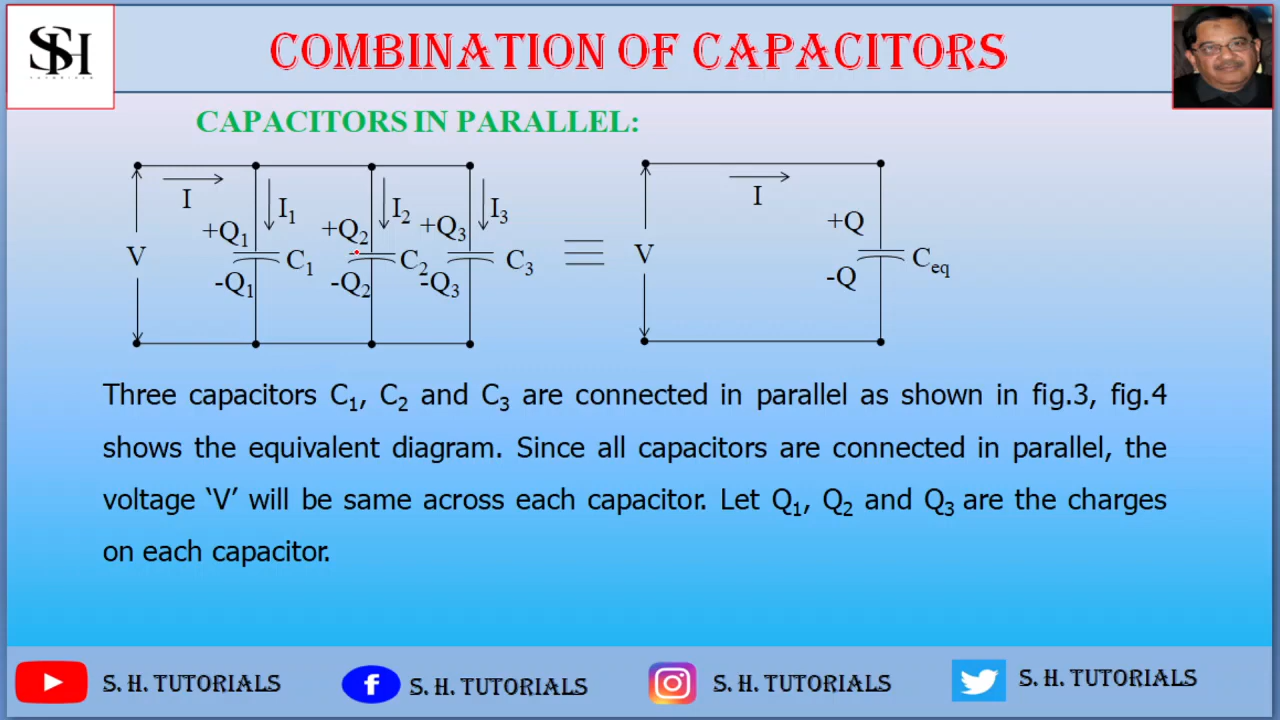 SH
TUTORIALS
COMBINATION OF CAPACITORS
CAPACITORS IN PARALLEL:
I I₁ I₂ I₃ I
+Q₁ +Q₂ +Q₃ +Q
V C₁ C₂ C₃ V Ceq
-Q₁ -Q₂ -Q₃ -Q
Three capacitors C₁, C₂ and C₃ are connected in parallel as shown in fig.3, fig.4
shows the equivalent diagram. Since all capacitors are connected in parallel, the
voltage ‘V’ will be same across each capacitor. Let Q₁, Q₂ and Q₃ are the charges
on each capacitor.
S. H. TUTORIALS S. H. TUTORIALS S. H. TUTORIALS S. H. TUTORIALS